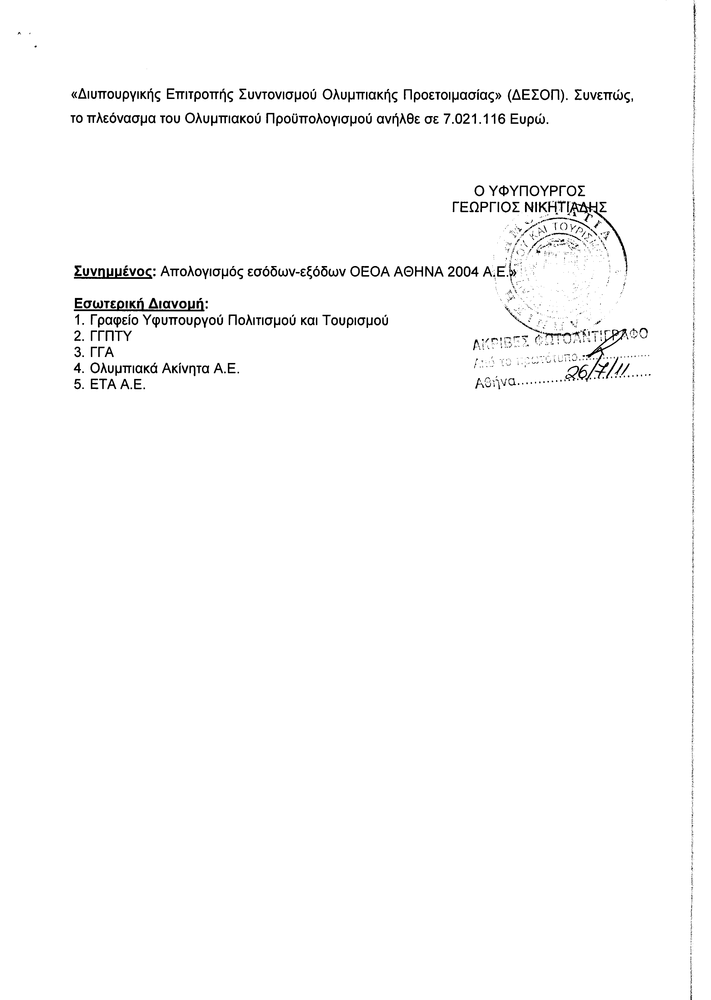 «Διυπουργικής Επιτροπής Συντονισμού Ολυμπιακής Προετοιμασίας» (ΔΕΣΟΠ). Συνεπώς,
το πλεόνασμα του Ολυμπιακού Προϋπολογισμού ανήλθε σε 7.021.116 Ευρώ.
Ο ΥΦΥΠΟΥΡΓΟΣ
ΓΕΩΡΓΙΟΣ ΝΙΚΗΤΙΑΔΗΣ
ΚΑΙ ΤΟΥΡΙΣΜΟΥ
Συνημμένος: Απολογισμός εσόδων-εξόδων ΟΕΟΑ ΑΘΗΝΑ 2004 Α.Ε.»
Εσωτερική Διανομή:
1. Γραφείο Υφυπουργού Πολιτισμού και Τουρισμού
2. ΓΓΠΤΥ
3. ΓΓΑ
4. Ολυμπιακά Ακίνητα Α.Ε.
5. ΕΤΑ Α.Ε.
ΑΚΡΙΒΕΣ ΦΩΤΟΑΝΤΙΓΡΑΦΟ
Από το πρωτότυπο
Αθήνα 26/7/11